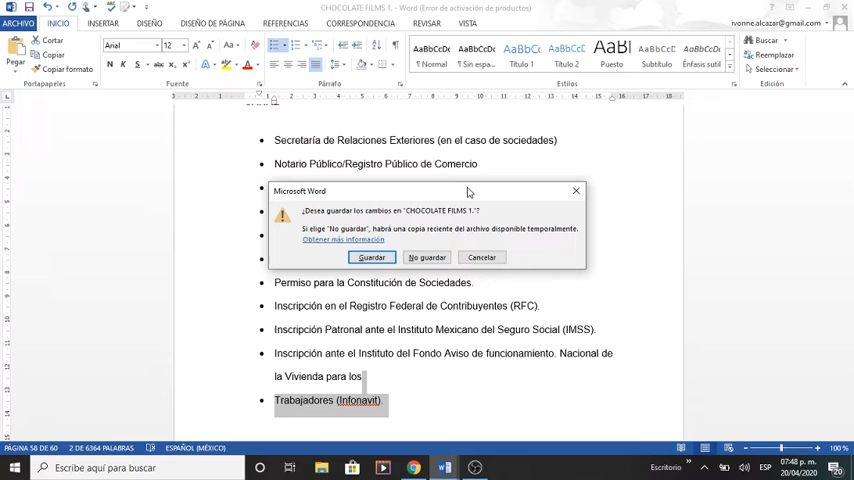 CHOCOLATE FILMS 1. - Word (Error de activación de productos)
ARCHIVO INICIO INSERTAR DISEÑO DISEÑO DE PÁGINA REFERENCIAS CORRESPONDENCIA REVISAR VISTA ivonne.alcazar@gmail.com
Pegar
Cortar
Copiar
Copiar formato
Portapapeles
Arial 12
N K S abc x₂ x²
Fuente
Párrafo
AaBbCcDc ¶ Normal
AaBbCcDc ¶ Sin espa...
AaBbCc Título 1
AaBbCcD Título 2
AaBl Puesto
AaBbCcD Subtítulo
AaBbCcDc Énfasis sutil
Estilos
Buscar
Reemplazar
Seleccionar
Edición
Secretaría de Relaciones Exteriores (en el caso de sociedades)
Notario Público/Registro Público de Comercio
Microsoft Word
¿Desea guardar los cambios en "CHOCOLATE FILMS 1."?
Si elige "No guardar", habrá una copia reciente del archivo disponible temporalmente.
Obtener más información
Guardar No guardar Cancelar
Permiso para la Constitución de Sociedades.
Inscripción en el Registro Federal de Contribuyentes (RFC).
Inscripción Patronal ante el Instituto Mexicano del Seguro Social (IMSS).
Inscripción ante el Instituto del Fondo Aviso de funcionamiento. Nacional de
la Vivienda para los
Trabajadores (Infonavit).
PÁGINA 58 DE 60 2 DE 6364 PALABRAS ESPAÑOL (MÉXICO) 100 %
Escribe aquí para buscar
Escritorio
ESP
07:48 p. m.
20/04/2020
20